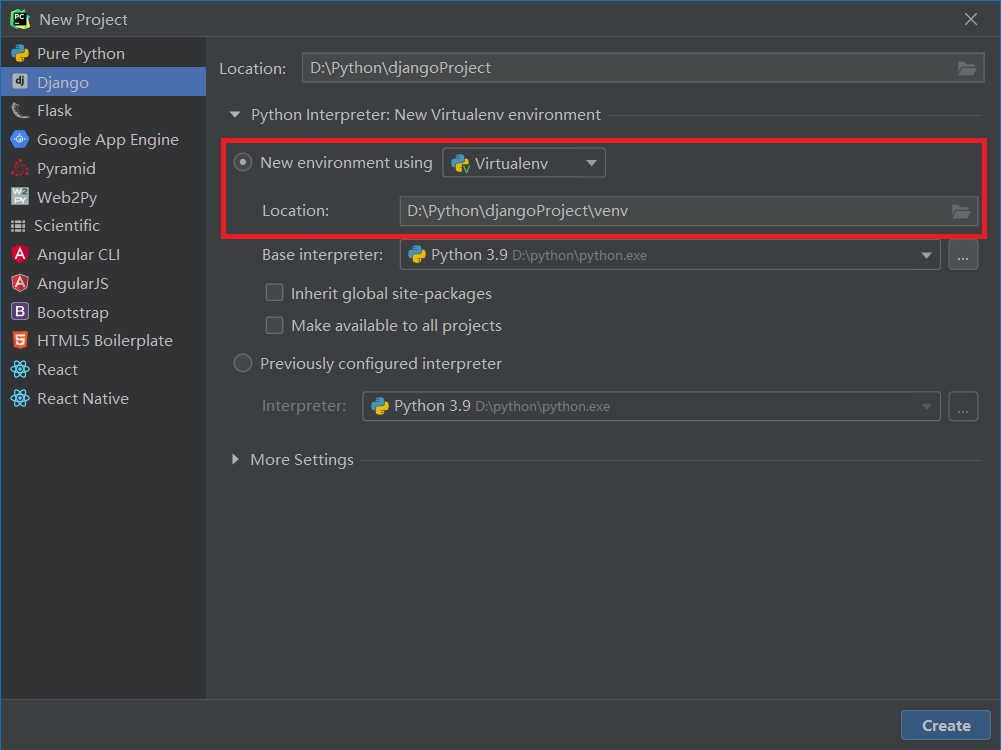 New Project
Pure Python
Django
Flask
Google App Engine
Pyramid
Web2Py
Scientific
Angular CLI
AngularJS
Bootstrap
HTML5 Boilerplate
React
React Native
Location: D:\Python\djangoProject
Python Interpreter: New Virtualenv environment
New environment using Virtualenv
Location: D:\Python\djangoProject\venv
Base interpreter: Python 3.9 D:\python\python.exe ...
Inherit global site-packages
Make available to all projects
Previously configured interpreter
Interpreter: Python 3.9 D:\python\python.exe ...
More Settings
Create